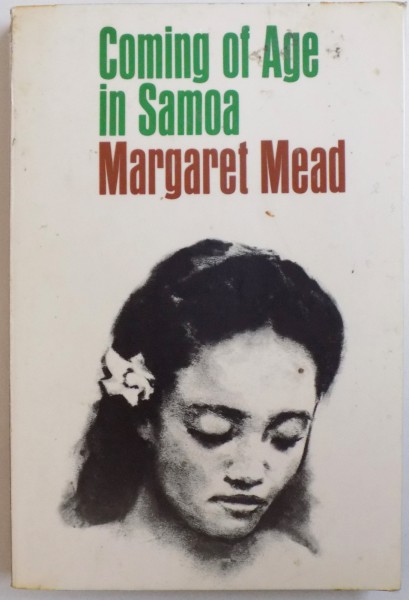 Coming of Age
in Samoa
Margaret Mead